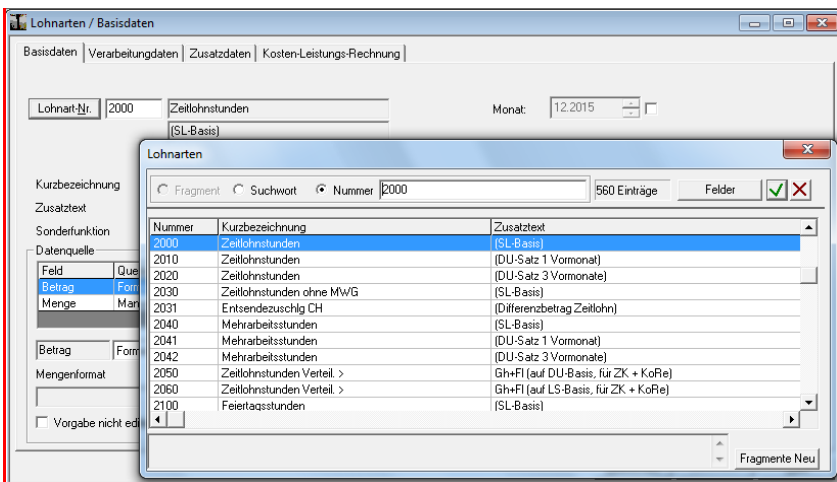 Lohnarten / Basisdaten
Basisdaten Verarbeitungdaten Zusatzdaten Kosten-Leistungs-Rechnung
Lohnart-Nr. 2000 Zeitlohnstunden Monat: 12.2015
(SL-Basis)
Lohnarten
Kurzbezeichnung
Fragment Suchwort Nummer 2000 560 Einträge Felder
Zusatztext
Sonderfunktion
Datenquelle
Feld Que
Betrag Form
Menge Man
Betrag Form
Mengenformat
Vorgabe nicht edi
Nummer Kurzbezeichnung Zusatztext
2000 Zeitlohnstunden (SL-Basis)
2010 Zeitlohnstunden (DU-Satz 1 Vormonat)
2020 Zeitlohnstunden (DU-Satz 3 Vormonate)
2030 Zeitlohnstunden ohne MWG (SL-Basis)
2031 Entsendezuschlg CH (Differenzbetrag Zeitlohn)
2040 Mehrarbeitsstunden (SL-Basis)
2041 Mehrarbeitsstunden (DU-Satz 1 Vormonat)
2042 Mehrarbeitsstunden (DU-Satz 3 Vormonate)
2050 Zeitlohnstunden Verteil. > Gh+Fl (auf DU-Basis, für ZK + KoRe)
2060 Zeitlohnstunden Verteil. > Gh+Fl (auf LS-Basis, für ZK + KoRe)
2100 Feiertagsstunden (SL-Basis)
Fragmente Neu